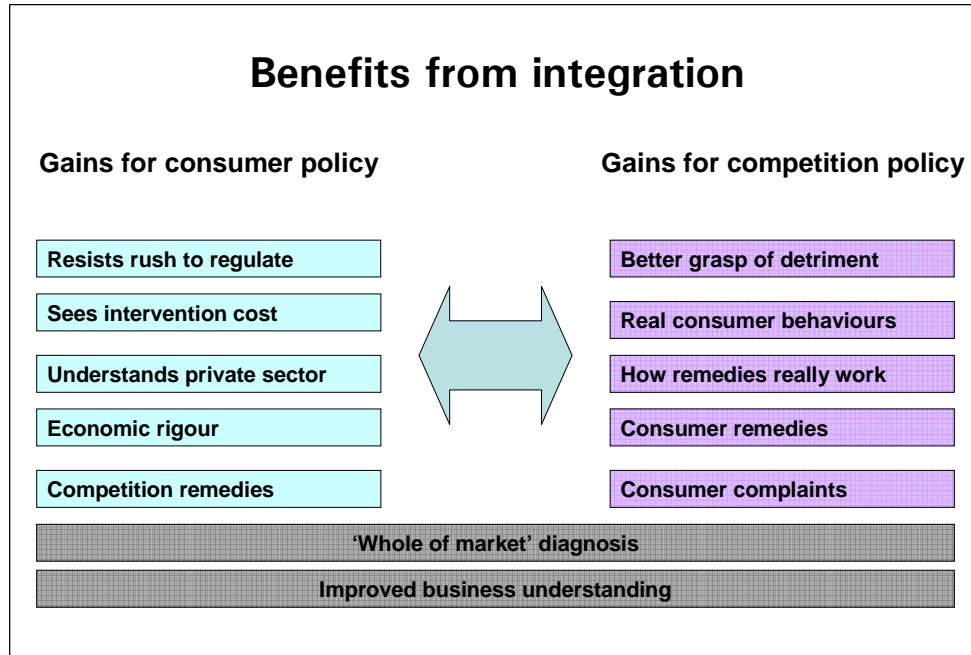 Benefits from integration
Gains for consumer policy
Resists rush to regulate
Sees intervention cost
Understands private sector
Economic rigour
Competition remedies
Gains for competition policy
Better grasp of detriment
Real consumer behaviours
How remedies really work
Consumer remedies
Consumer complaints
‘Whole of market’ diagnosis
Improved business understanding